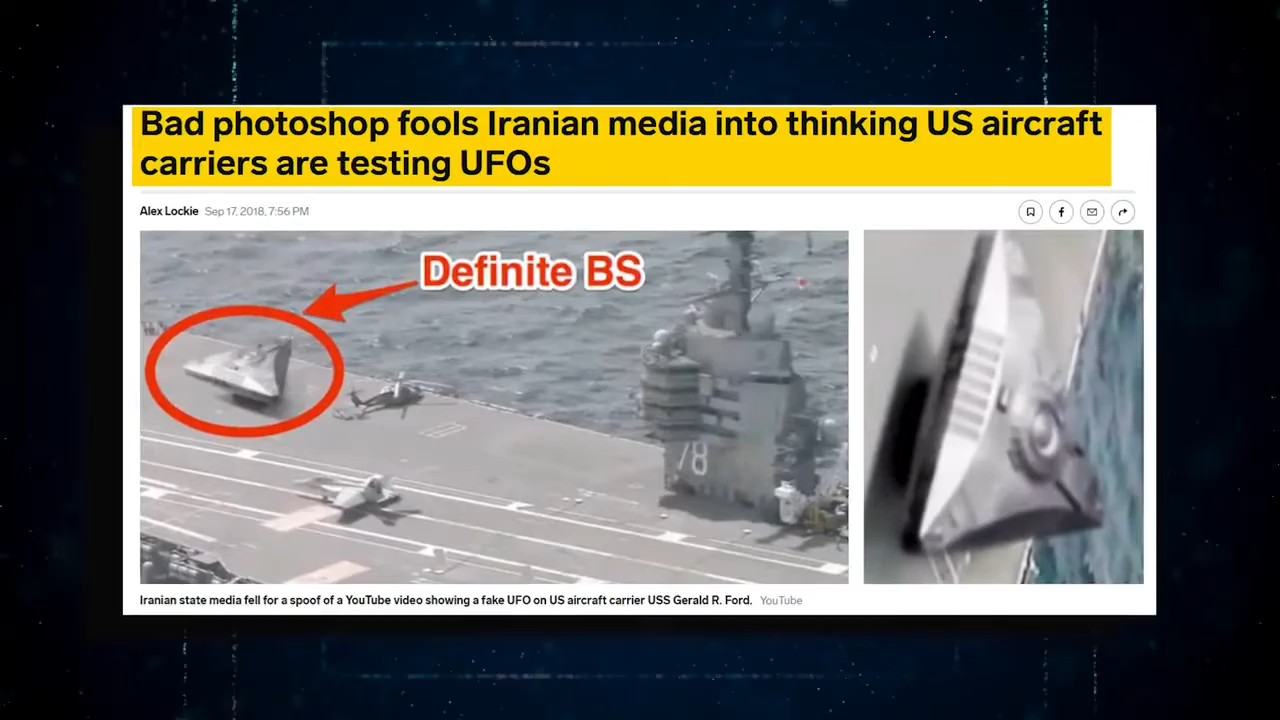 Bad photoshop fools Iranian media into thinking US aircraft
carriers are testing UFOs
Alex Lockie Sep 17, 2018, 7:56 PM
Definite BS
78
Iranian state media fell for a spoof of a YouTube video showing a fake UFO on US aircraft carrier USS Gerald R. Ford. YouTube